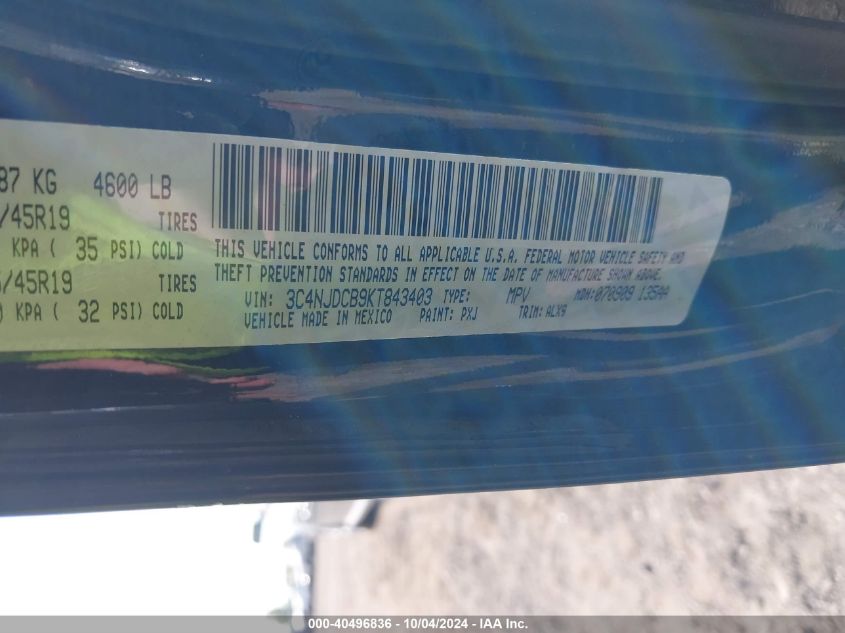 87 KG 4600 LB
/45R19 TIRES
KPA ( 35 PSI) COLD
/45R19 TIRES
) KPA ( 32 PSI) COLD
THIS VEHICLE CONFORMS TO ALL APPLICABLE U.S.A. FEDERAL MOTOR VEHICLE SAFETY AND
THEFT PREVENTION STANDARDS IN EFFECT ON THE DATE OF MANUFACTURE SHOWN ABOVE.
VIN: 3C4NJDCB9KT843403 TYPE: MPV MDH: 070909 135AA
VEHICLE MADE IN MEXICO PAINT: PXJ TRIM: ALX9
000-40496836 - 10/04/2024 - IAA Inc.